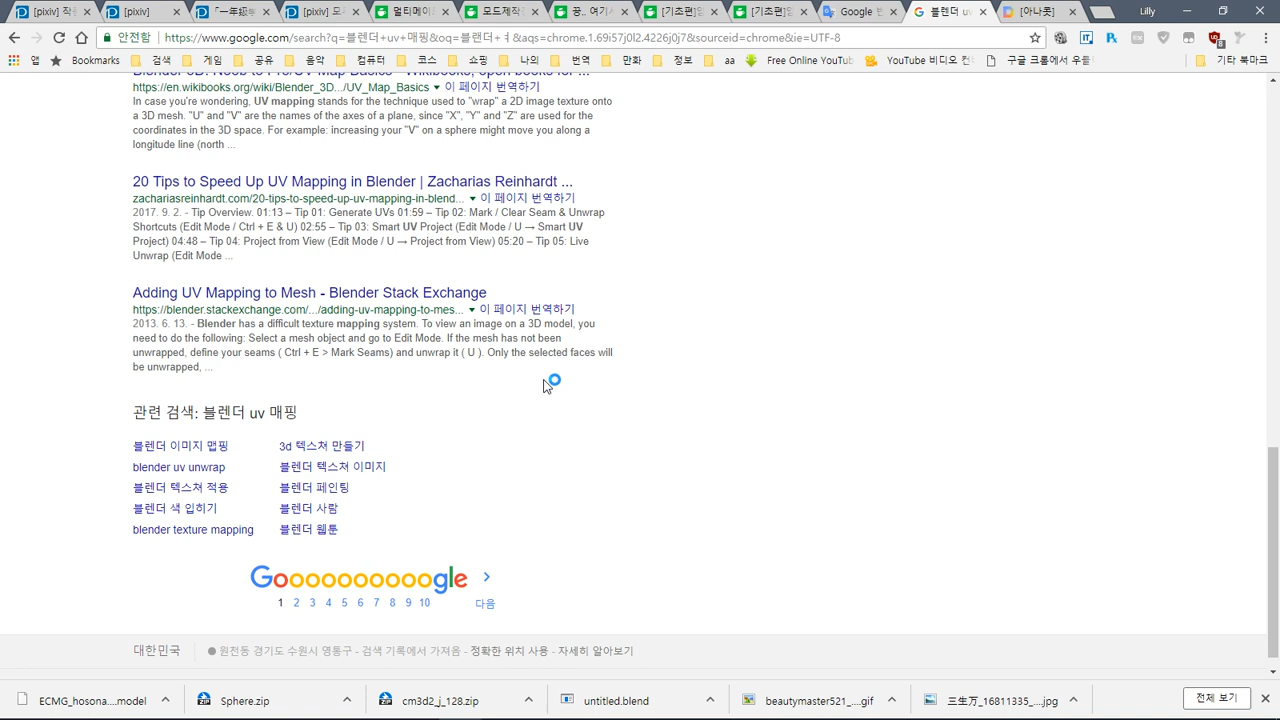 [pixiv] 작품
[pixiv]
[pixiv] 「一年級
[pixiv] 모
멀티메이
모드제작
공.. 여기서
[기초편]
[기초편]
Google 번
블렌더 uv
[아나콧]
Lilly
안전함 https://www.google.com/search?q=블렌더+uv+매핑&oq=블랜더+ㅕ&aqs=chrome.1.69i57j0l2.4226j0j7&sourceid=chrome&ie=UTF-8
앱 Bookmarks 검색 게임 공유 음악 컴퓨터 코스 쇼핑 나의 번역 만화 정보 aa Free Online YouTub YouTube 비디오 컨 구글 크롬에서 우클 기타 북마크
Blender 3D: Noob to Pro/UV Map Basics - Wikibooks, open books for ...
https://en.wikibooks.org/wiki/Blender_3D.../UV_Map_Basics ▼ 이 페이지 번역하기
In case you're wondering, UV mapping stands for the technique used to "wrap" a 2D image texture onto
a 3D mesh. "U" and "V" are the names of the axes of a plane, since "X", "Y" and "Z" are used for the
coordinates in the 3D space. For example: increasing your "V" on a sphere might move you along a
longitude line (north ...
20 Tips to Speed Up UV Mapping in Blender | Zacharias Reinhardt ...
zachariasreinhardt.com/20-tips-to-speed-up-uv-mapping-in-blend... ▼ 이 페이지 번역하기
2017. 9. 2. - Tip Overview. 01:13 – Tip 01: Generate UVs 01:59 – Tip 02: Mark / Clear Seam & Unwrap
Shortcuts (Edit Mode / Ctrl + E & U) 02:55 – Tip 03: Smart UV Project (Edit Mode / U → Smart UV
Project) 04:48 – Tip 04: Project from View (Edit Mode / U → Project from View) 05:20 – Tip 05: Live
Unwrap (Edit Mode ...
Adding UV Mapping to Mesh - Blender Stack Exchange
https://blender.stackexchange.com/.../adding-uv-mapping-to-mes... ▼ 이 페이지 번역하기
2013. 6. 13. - Blender has a difficult texture mapping system. To view an image on a 3D model, you
need to do the following: Select a mesh object and go to Edit Mode. If the mesh has not been
unwrapped, define your seams ( Ctrl + E > Mark Seams) and unwrap it ( U ). Only the selected faces will
be unwrapped, ...
관련 검색: 블렌더 uv 매핑
블렌더 이미지 맵핑 3d 텍스쳐 만들기
blender uv unwrap 블렌더 텍스쳐 이미지
블렌더 텍스쳐 적용 블렌더 페인팅
블렌더 색 입히기 블렌더 사람
blender texture mapping 블렌더 웹툰
Goooooooooogle >
1 2 3 4 5 6 7 8 9 10 다음
대한민국 ● 원전동 경기도 수원시 영통구 - 검색 기록에서 가져옴 - 정확한 위치 사용 - 자세히 알아보기
ECMG_hosona....model Sphere.zip cm3d2_j_128.zip untitled.blend beautymaster521_....gif 三生万_16811335_....jpg 전체 보기